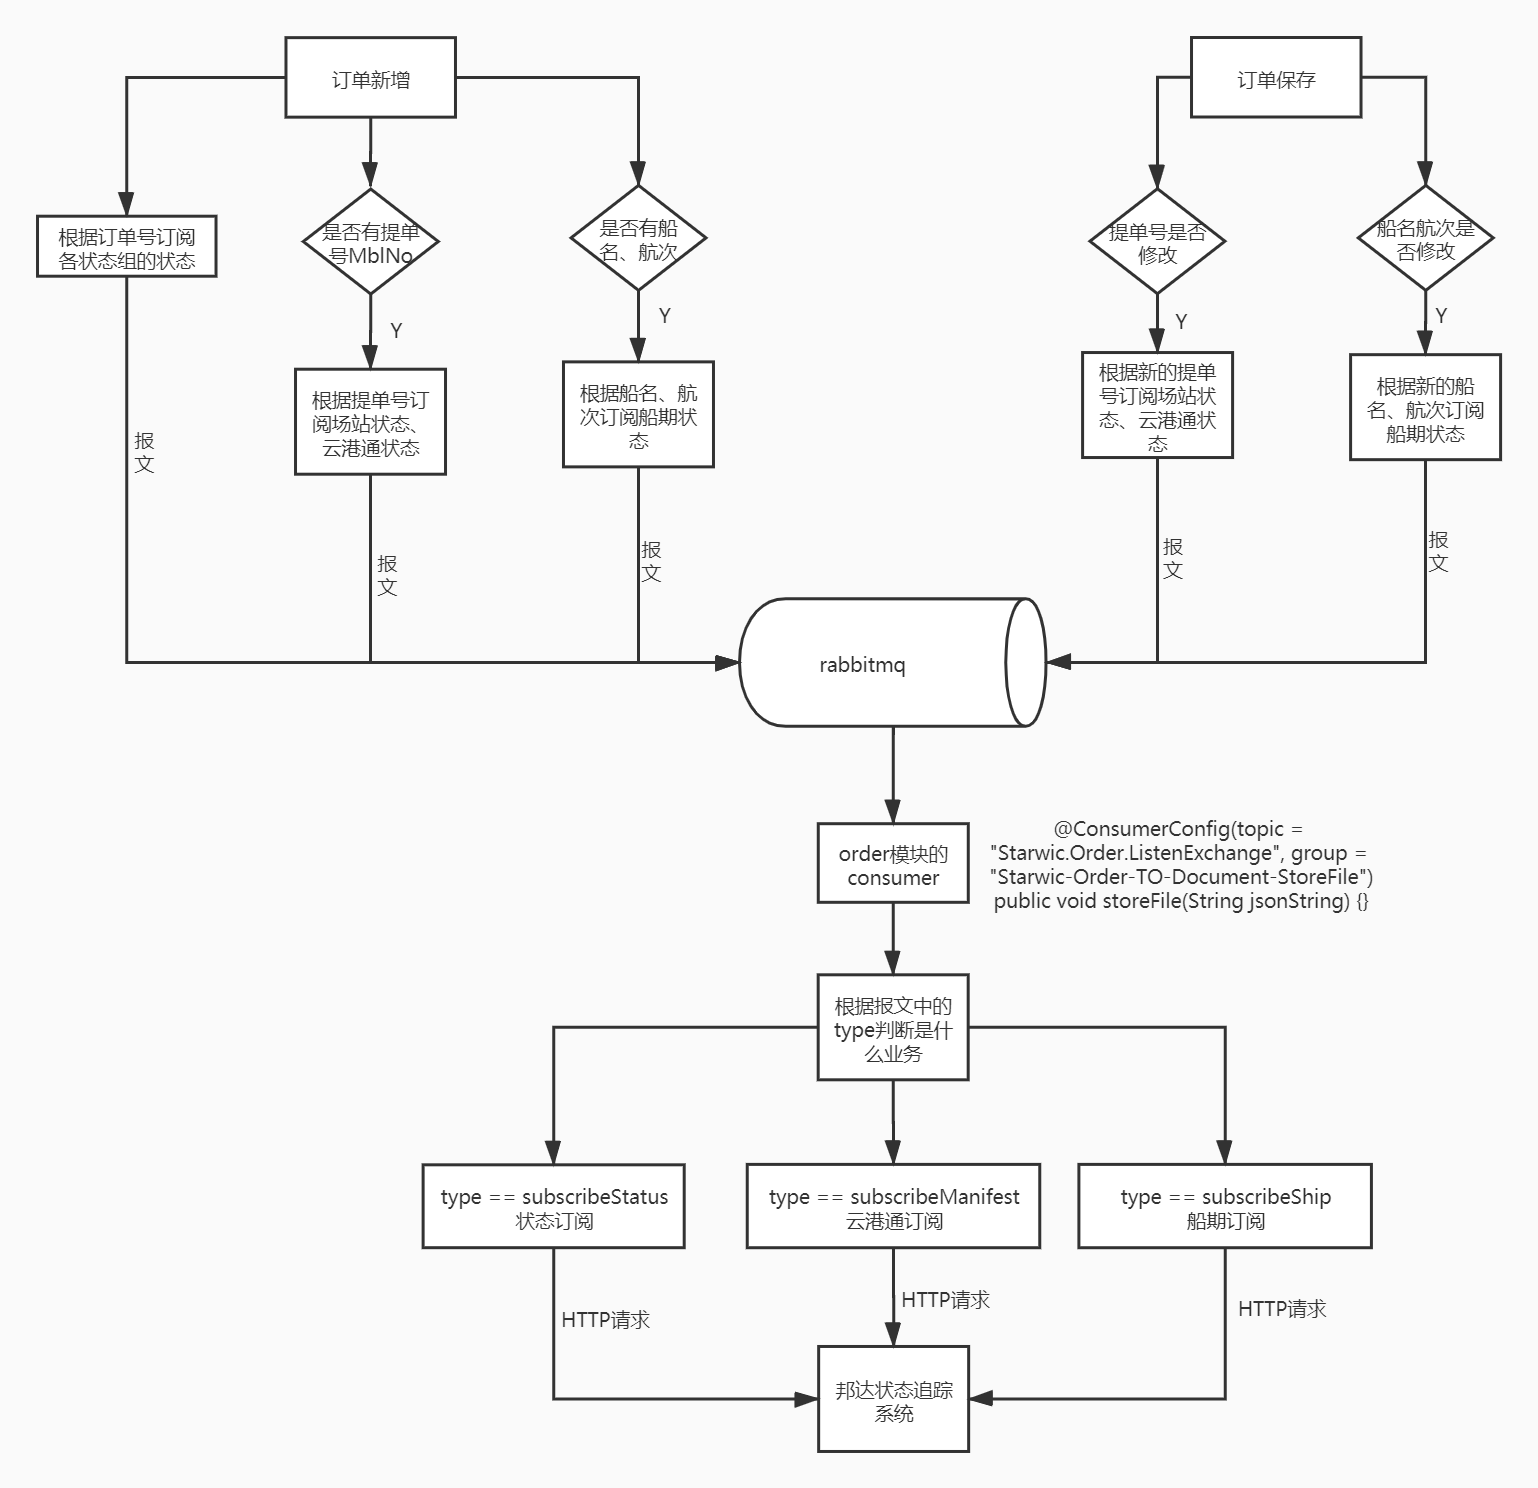 订单新增
订单保存
根据订单号订阅
各状态组的状态
是否有提单
号MblNo
是否有船
名、航次
提单号是否
修改
船名航次是
否修改
Y
Y
Y
Y
根据提单号订
阅场站状态、
云港通状态
根据船名、航
次订阅船期状
态
根据新的提单
号订阅场站状
态、云港通状
态
根据新的船
名、航次订阅
船期状态
报
文
报
文
报
文
报
文
报
文
rabbitmq
order模块的
consumer
@ConsumerConfig(topic =
"Starwic.Order.ListenExchange", group =
"Starwic-Order-TO-Document-StoreFile")
public void storeFile(String jsonString) {}
根据报文中的
type判断是什
么业务
type == subscribeStatus
状态订阅
type == subscribeManifest
云港通订阅
type == subscribeShip
船期订阅
HTTP请求
HTTP请求
HTTP请求
邦达状态追踪
系统